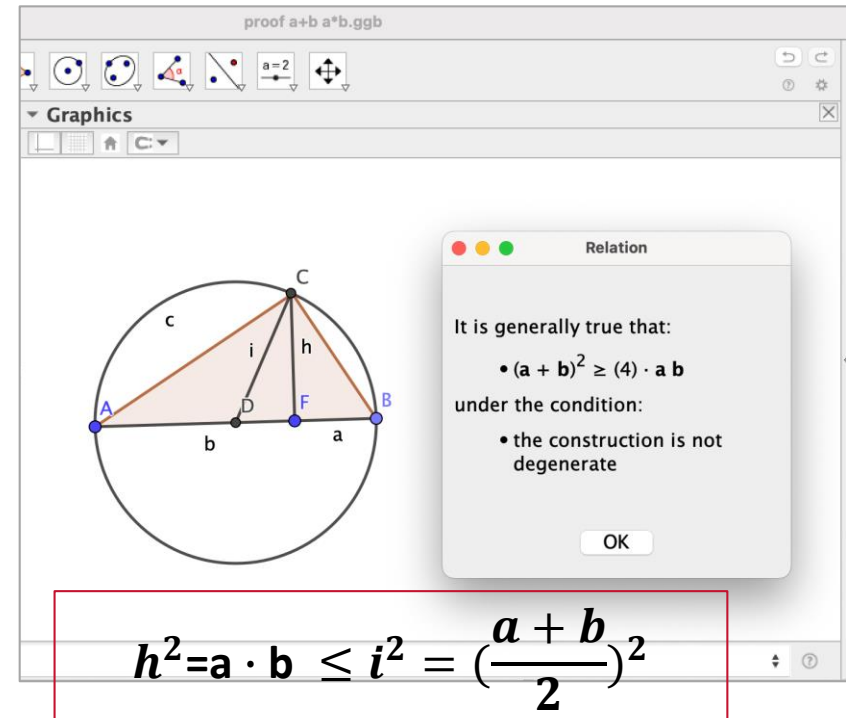 proof a+b a*b.ggb
α
a=2
Graphics
Relation
It is generally true that:
• (a + b)² ≥ (4) · a b
under the condition:
• the construction is not
degenerate
OK
C
c
i
h
A
D
F
B
b
a
h²=a · b ≤ i² = (a + b / 2)²